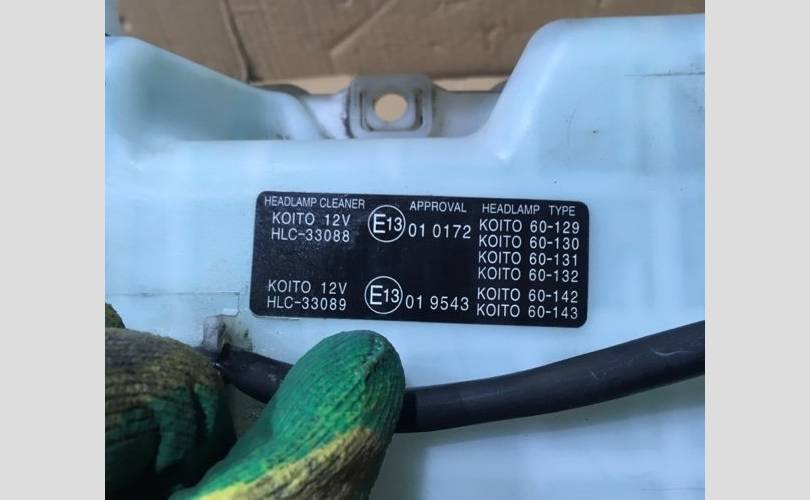 HEADLAMP CLEANER APPROVAL HEADLAMP TYPE
KOITO 12V
HLC-33088
E13 01 0172
KOITO 60-129
KOITO 60-130
KOITO 60-131
KOITO 60-132
KOITO 12V
HLC-33089
E13 01 9543
KOITO 60-142
KOITO 60-143